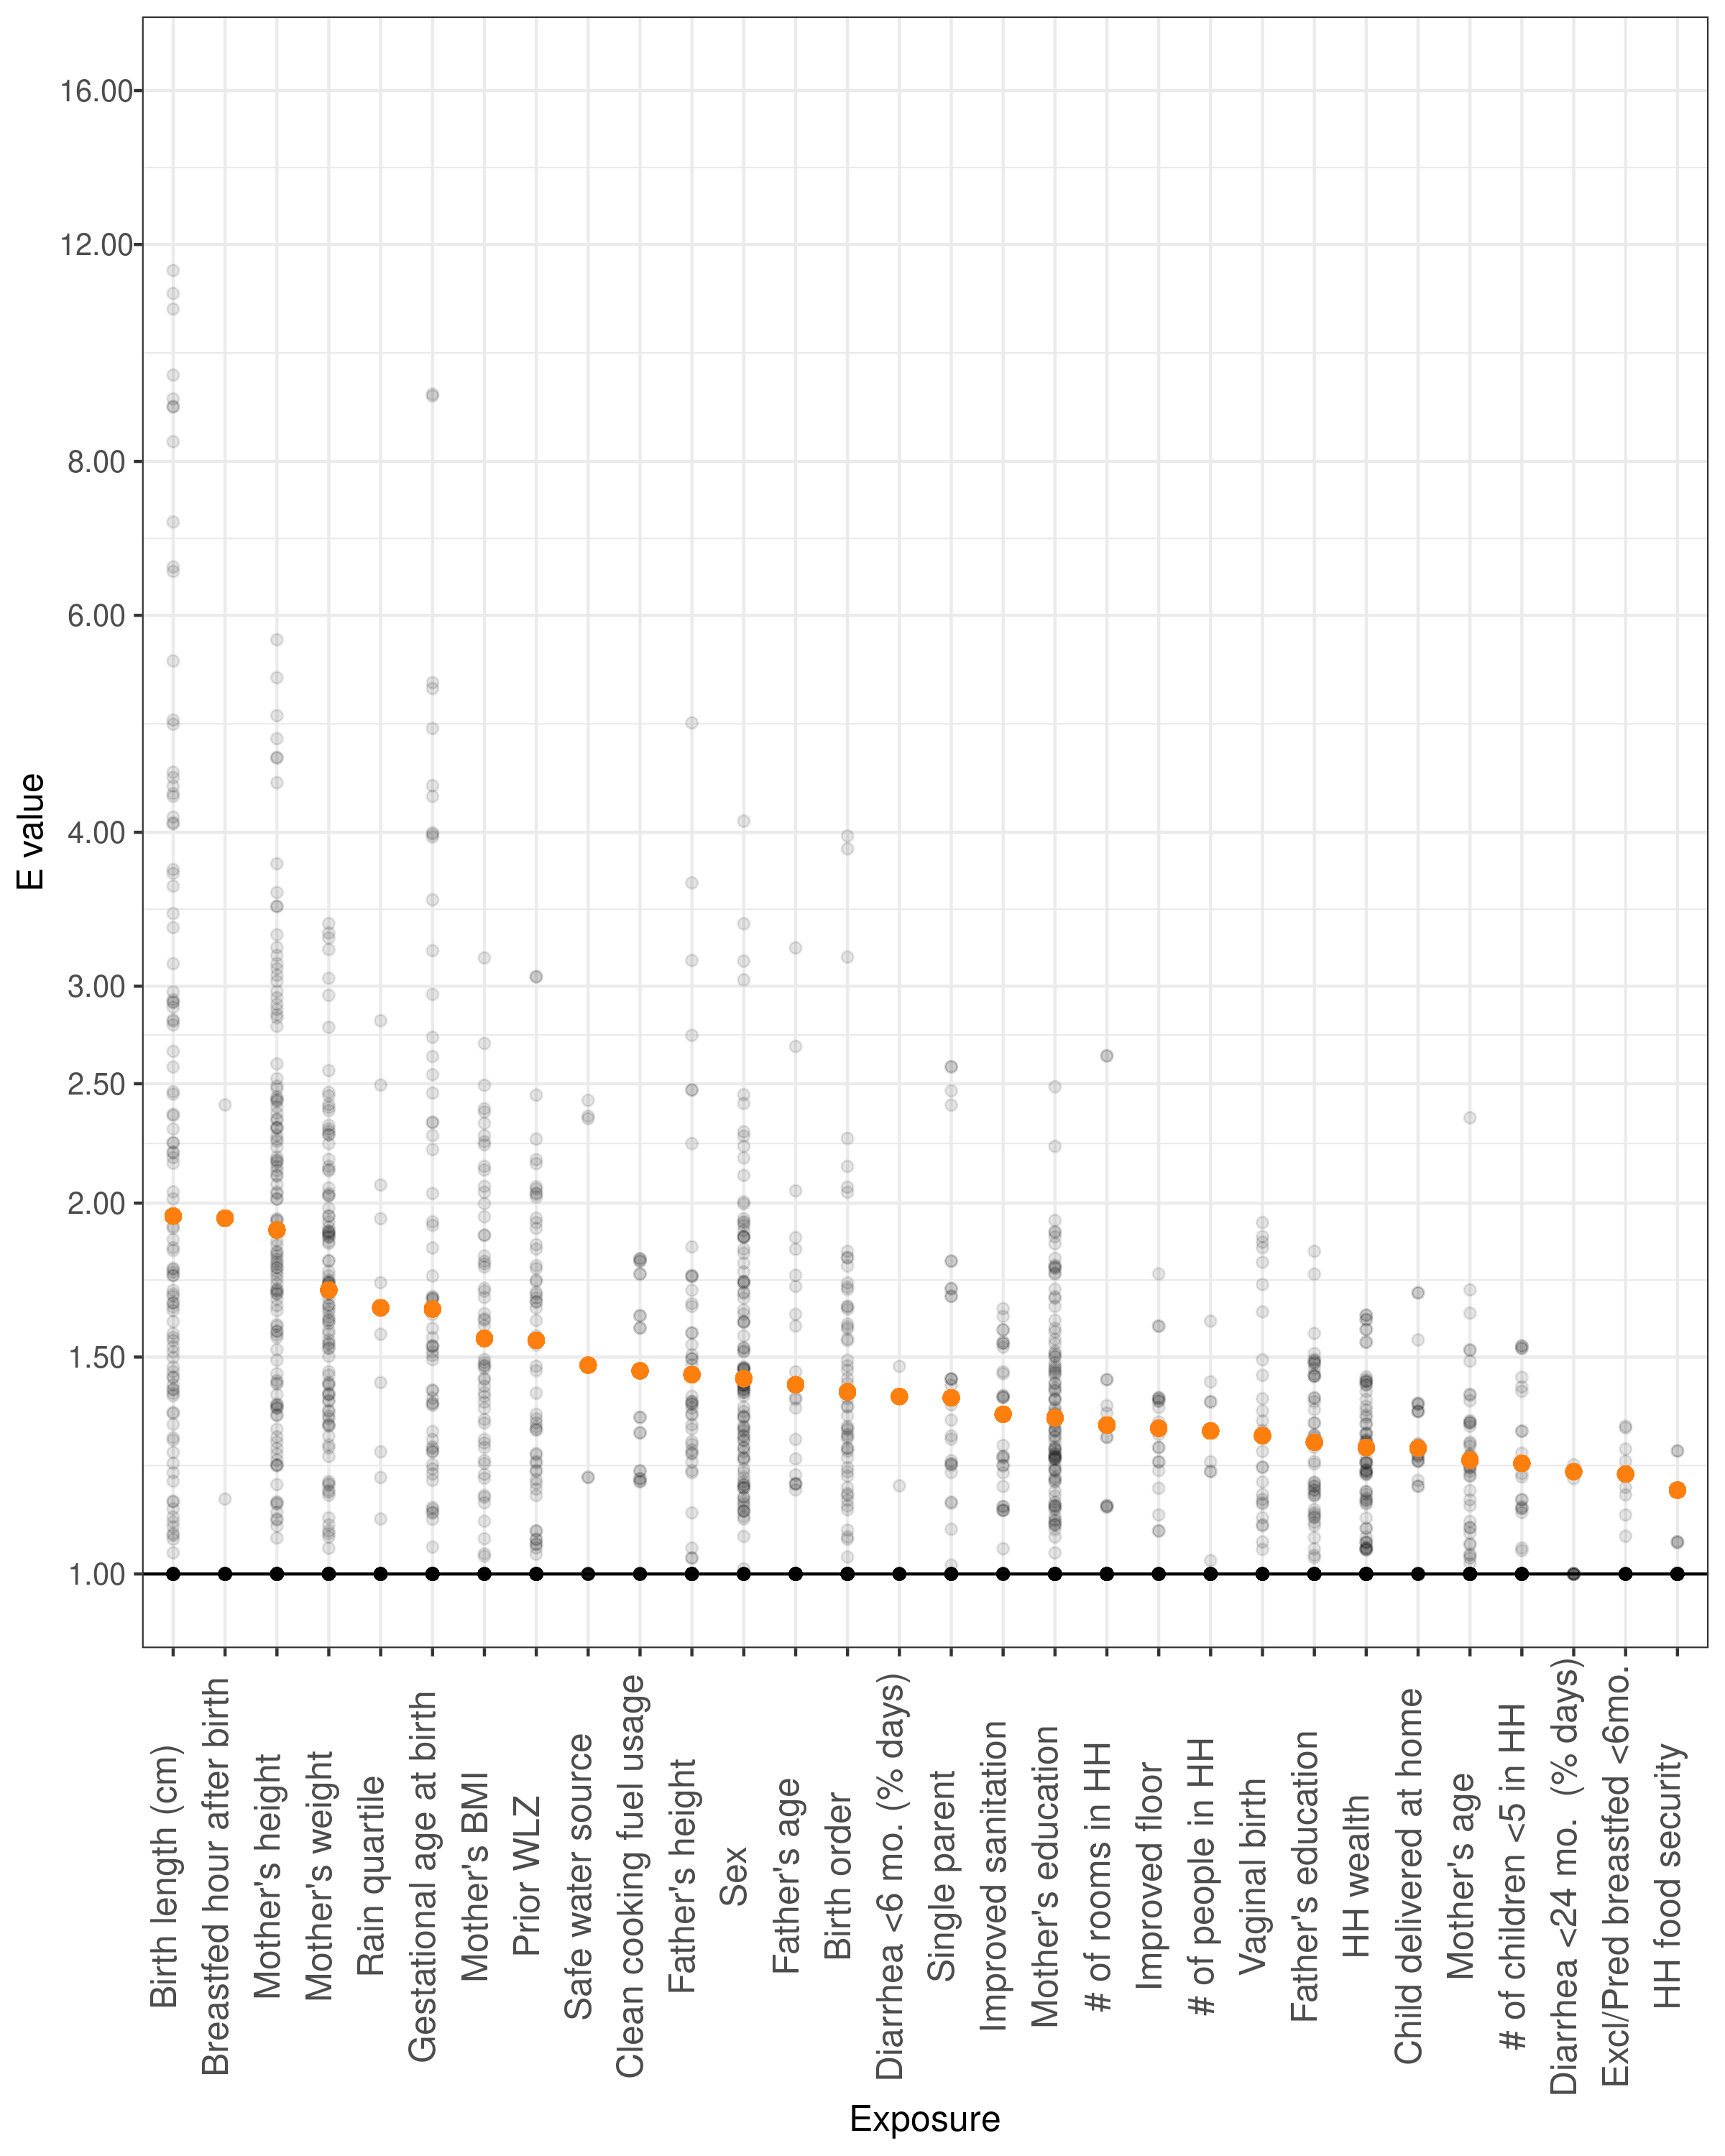 16.00
12.00
8.00
6.00
4.00
3.00
2.50
2.00
1.50
1.00
E value
Birth length (cm)
Breastfed hour after birth
Mother's height
Mother's weight
Rain quartile
Gestational age at birth
Mother's BMI
Prior WLZ
Safe water source
Clean cooking fuel usage
Father's height
Sex
Father's age
Birth order
Diarrhea <6 mo. (% days)
Single parent
Improved sanitation
Mother's education
# of rooms in HH
Improved floor
# of people in HH
Vaginal birth
Father's education
HH wealth
Child delivered at home
Mother's age
# of children <5 in HH
Diarrhea <24 mo.  (% days)
Excl/Pred breastfed <6mo.
HH food security
Exposure